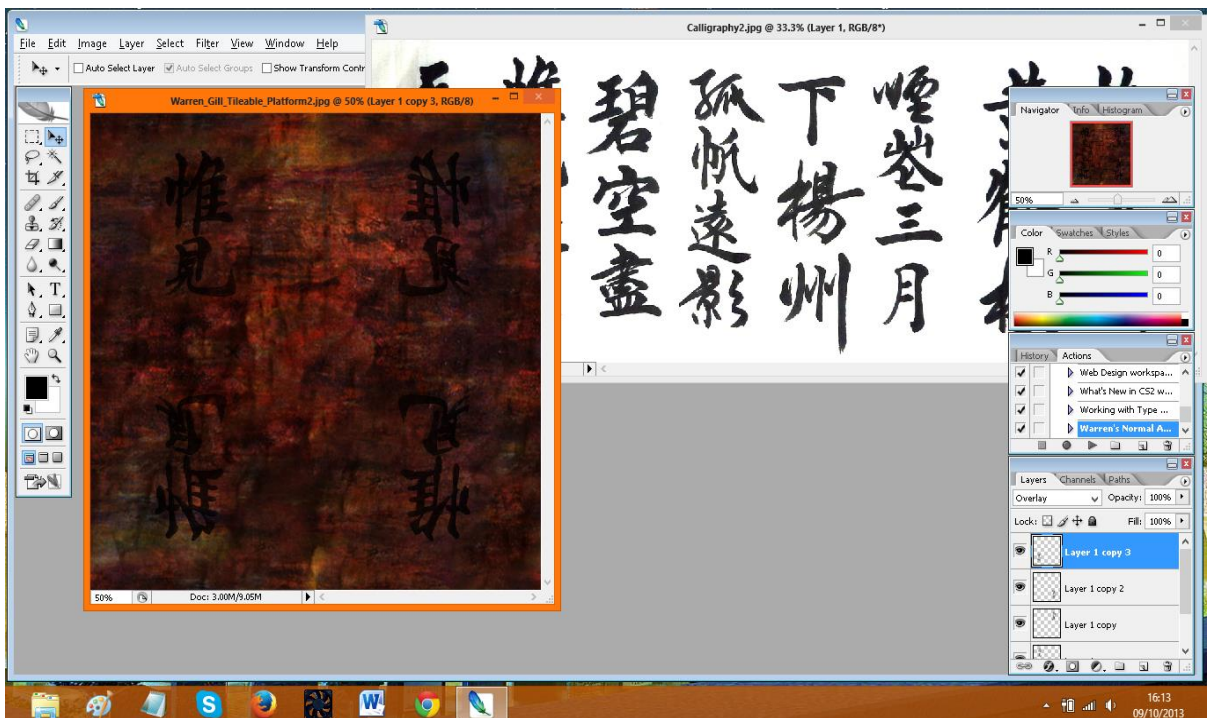 File Edit Image Layer Select Filter View Window Help
Auto Select Layer Auto Select Groups Show Transform Contr
Calligraphy2.jpg @ 33.3% (Layer 1, RGB/8*)
Warren_Gill_Tileable_Platform2.jpg @ 50% (Layer 1 copy 3, RGB/8)
惟見
下楊州
煙花三月
孤帆遠影
碧空盡
50% Doc: 3.00M/9.05M
Navigator Info Histogram
50%
Color Swatches Styles
R 0
G 0
B 0
History Actions
Web Design workspa...
What's New in CS2 w...
Working with Type ...
Warren's Normal A...
Layers Channels Paths
Overlay Opacity: 100%
Lock: Fill: 100%
Layer 1 copy 3
Layer 1 copy 2
Layer 1 copy
16:13
09/10/2013